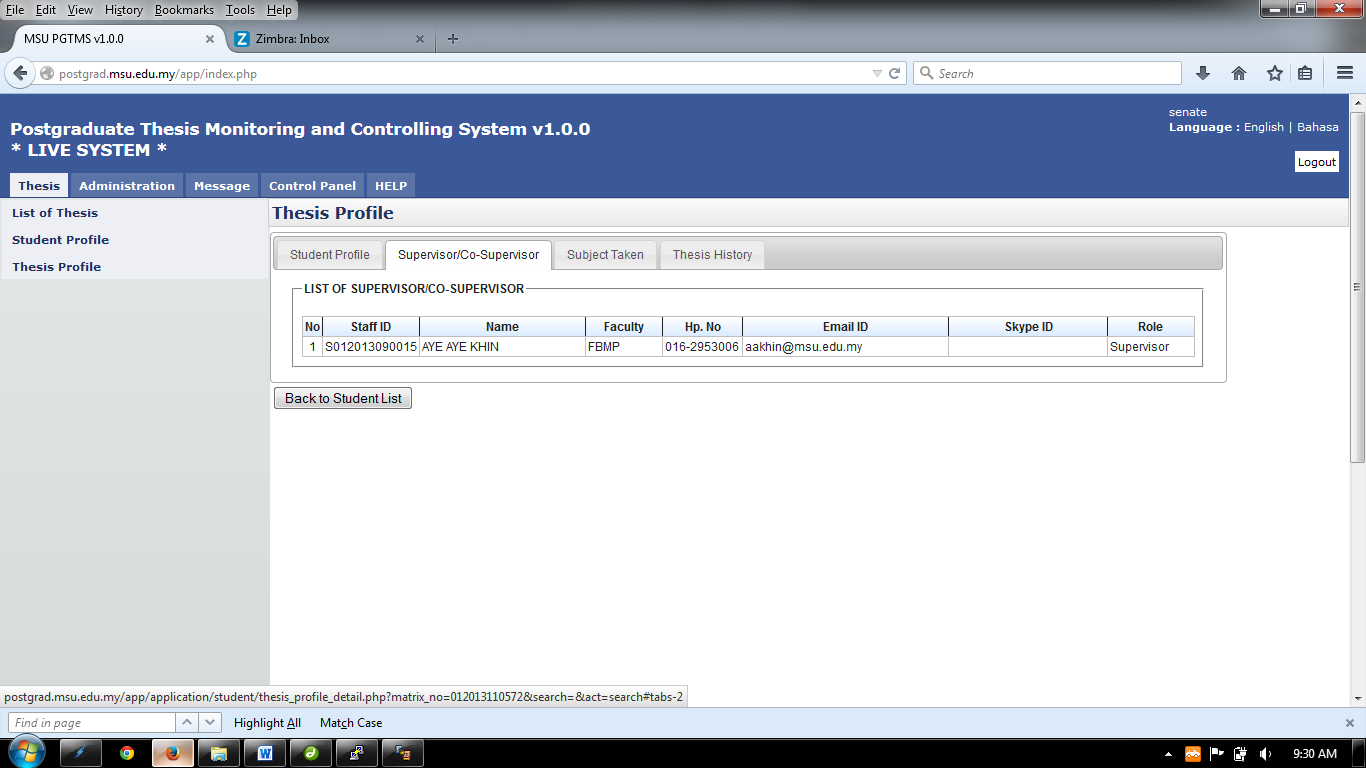 File Edit View History Bookmarks Tools Help
MSU PGTMS v1.0.0
Z Zimbra: Inbox
postgrad.msu.edu.my/app/index.php
Search
senate
Language : English | Bahasa
Postgraduate Thesis Monitoring and Controlling System v1.0.0
* LIVE SYSTEM *
Logout
Thesis Administration Message Control Panel HELP
List of Thesis
Student Profile
Thesis Profile
Thesis Profile
Student Profile Supervisor/Co-Supervisor Subject Taken Thesis History
LIST OF SUPERVISOR/CO-SUPERVISOR
No Staff ID Name Faculty Hp. No Email ID Skype ID Role
1 S012013090015 AYE AYE KHIN FBMP 016-2953006 aakhin@msu.edu.my Supervisor
Back to Student List
postgrad.msu.edu.my/app/application/student/thesis_profile_detail.php?matrix_no=012013110572&search=&act=search#tabs-2
Find in page Highlight All Match Case
W
9:30 AM